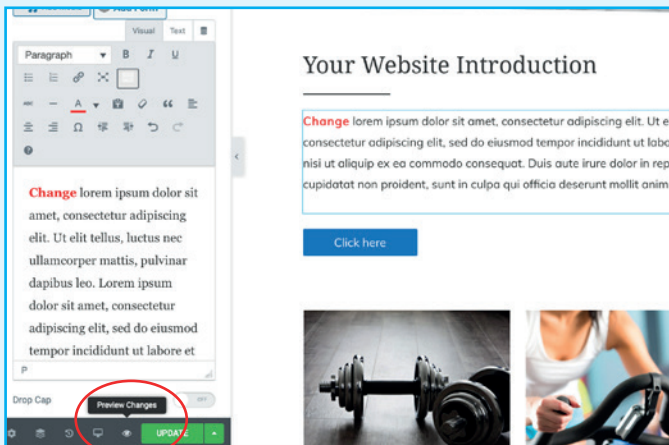 Add Form
Visual
Text
Paragraph
B I U
A
Ω
Change lorem ipsum dolor sit
amet, consectetur adipiscing
elit. Ut elit tellus, luctus nec
ullamcorper mattis, pulvinar
dapibus leo. Lorem ipsum
dolor sit amet, consectetur
adipiscing elit, sed do eiusmod
tempor incididunt ut labore et
P
Drop Cap
OFF
Preview Changes
UPDATE
Your Website Introduction
Change lorem ipsum dolor sit amet, consectetur adipiscing elit. Ut e
consectetur adipiscing elit, sed do eiusmod tempor incididunt ut labo
nisi ut aliquip ex ea commodo consequat. Duis aute irure dolor in rep
cupidatat non proident, sunt in culpa qui officia deserunt mollit anim
Click here